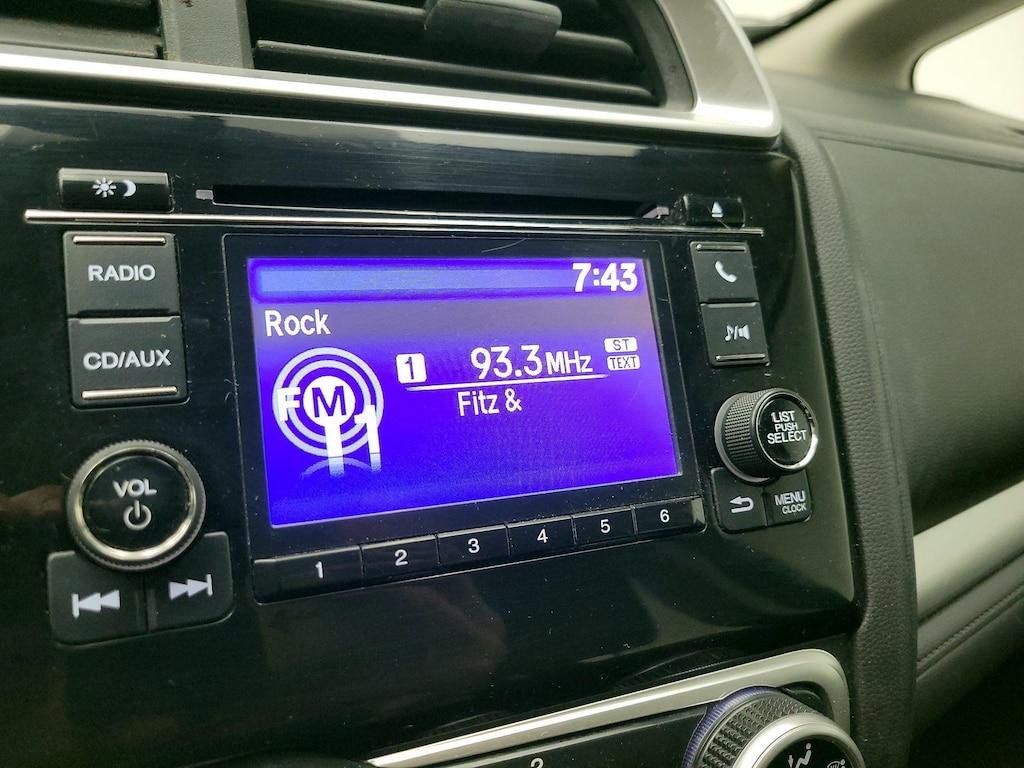 RADIO
CD/AUX
VOL
7:43
Rock
FM
1 93.3MHz ST
TEXT
Fitz &
LIST
PUSH
SELECT
MENU
CLOCK
1 2 3 4 5 6
2